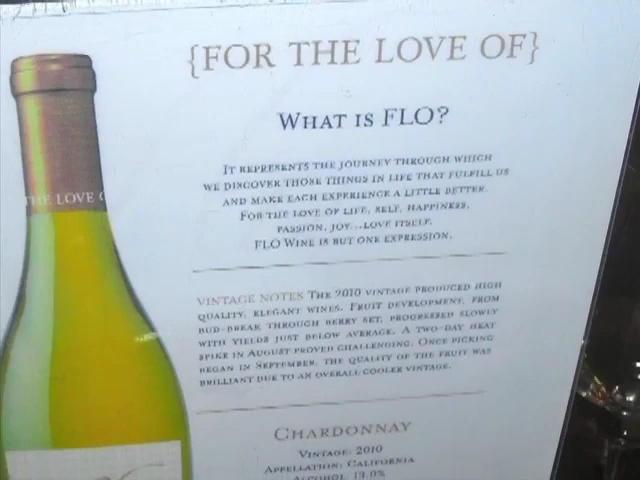 {FOR THE LOVE OF}
WHAT IS FLO?
IT REPRESENTS THE JOURNEY THROUGH WHICH
WE DISCOVER THOSE THINGS IN LIFE THAT FULFILL US
AND MAKE EACH EXPERIENCE A LITTLE BETTER.
FOR THE LOVE OF LIFE, SELF, HAPPINESS,
PASSION, JOY...LOVE ITSELF.
FLO WINE IS BUT ONE EXPRESSION.
THE LOVE O
VINTAGE NOTES THE 2010 VINTAGE PRODUCED HIGH
QUALITY, ELEGANT WINES. FRUIT DEVELOPMENT, FROM
BUD-BREAK THROUGH BERRY SET, PROGRESSED SLOWLY
WITH YIELDS JUST BELOW AVERAGE. A TWO-DAY HEAT
SPIKE IN AUGUST PROVED CHALLENGING. ONCE PICKING
BEGAN IN SEPTEMBER, THE QUALITY OF THE FRUIT WAS
BRILLIANT DUE TO AN OVERALL COOLER VINTAGE.
CHARDONNAY
VINTAGE: 2010
APPELLATION: CALIFORNIA
ALCOHOL: 13.0%